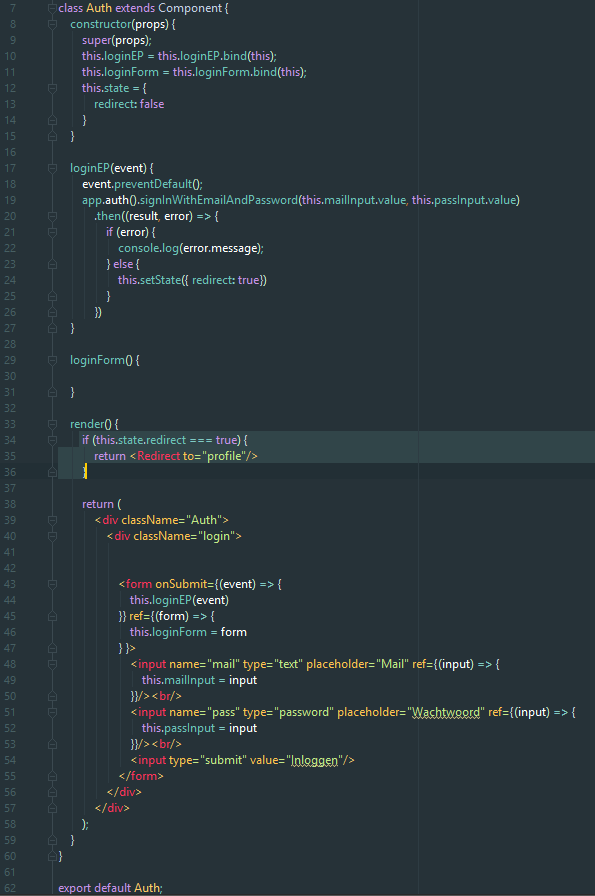 7 class Auth extends Component {
8 constructor(props) {
9 super(props);
10 this.loginEP = this.loginEP.bind(this);
11 this.loginForm = this.loginForm.bind(this);
12 this.state = {
13 redirect: false
14 }
15 }
16
17 loginEP(event) {
18 event.preventDefault();
19 app.auth().signInWithEmailAndPassword(this.mailInput.value, this.passInput.value)
20 .then((result, error) => {
21 if (error) {
22 console.log(error.message);
23 } else {
24 this.setState({ redirect: true})
25 }
26 })
27 }
28
29 loginForm() {
30
31 }
32
33 render() {
34 if (this.state.redirect === true) {
35 return <Redirect to="profile"/>
36 }
37
38 return (
39 <div className="Auth">
40 <div className="login">
41
42
43 <form onSubmit={(event) => {
44 this.loginEP(event)
45 }} ref={(form) => {
46 this.loginForm = form
47 } }>
48 <input name="mail" type="text" placeholder="Mail" ref={(input) => {
49 this.mailInput = input
50 }}/><br/>
51 <input name="pass" type="password" placeholder="Wachtwoord" ref={(input) => {
52 this.passInput = input
53 }}/><br/>
54 <input type="submit" value="Inloggen"/>
55 </form>
56 </div>
57 </div>
58 );
59 }
60 }
61
62 export default Auth;